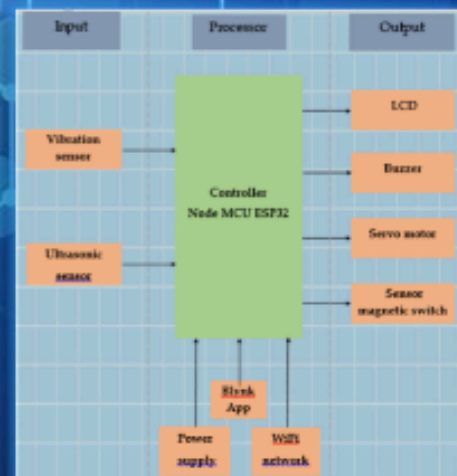 Input
Processor
Output
LCD
Vibration
sensor
Buzzer
Controller
Node MCU ESP32
Servo motor
Ultrasonic
sensor
Sensor
magnetic switch
Blynk
App
Power
supply
Wifi
network